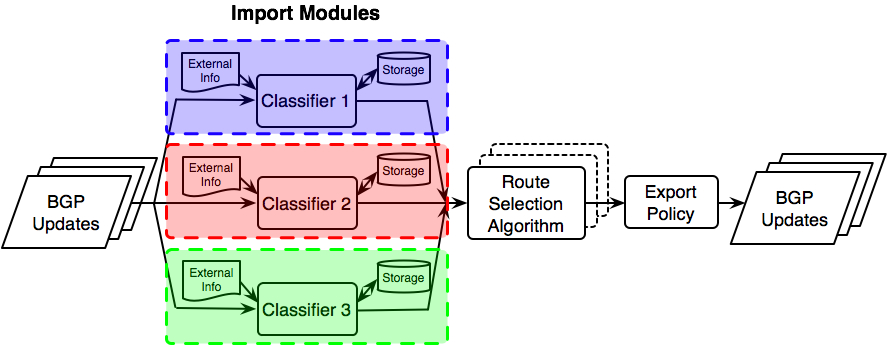 Import Modules
External
Info
Storage
Classifier 1
External
Info
Storage
Classifier 2
External
Info
Storage
Classifier 3
BGP
Updates
Route
Selection
Algorithm
Export
Policy
BGP
Updates